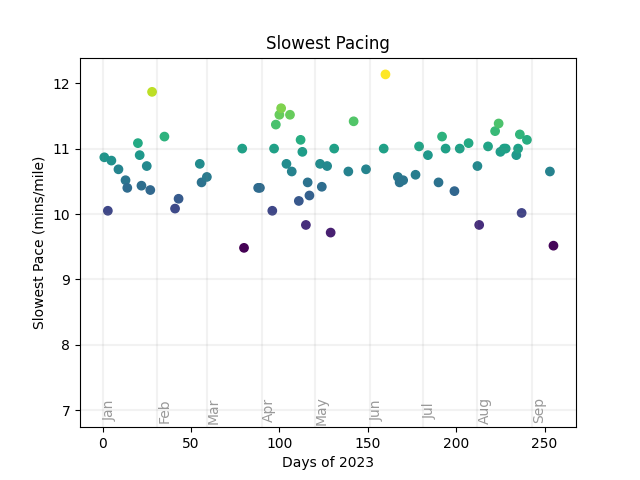 Slowest Pacing
Slowest Pace (mins/mile)
12
11
10
9
8
7
Jan
Feb
Mar
Apr
May
Jun
Jul
Aug
Sep
0
50
100
150
200
250
Days of 2023